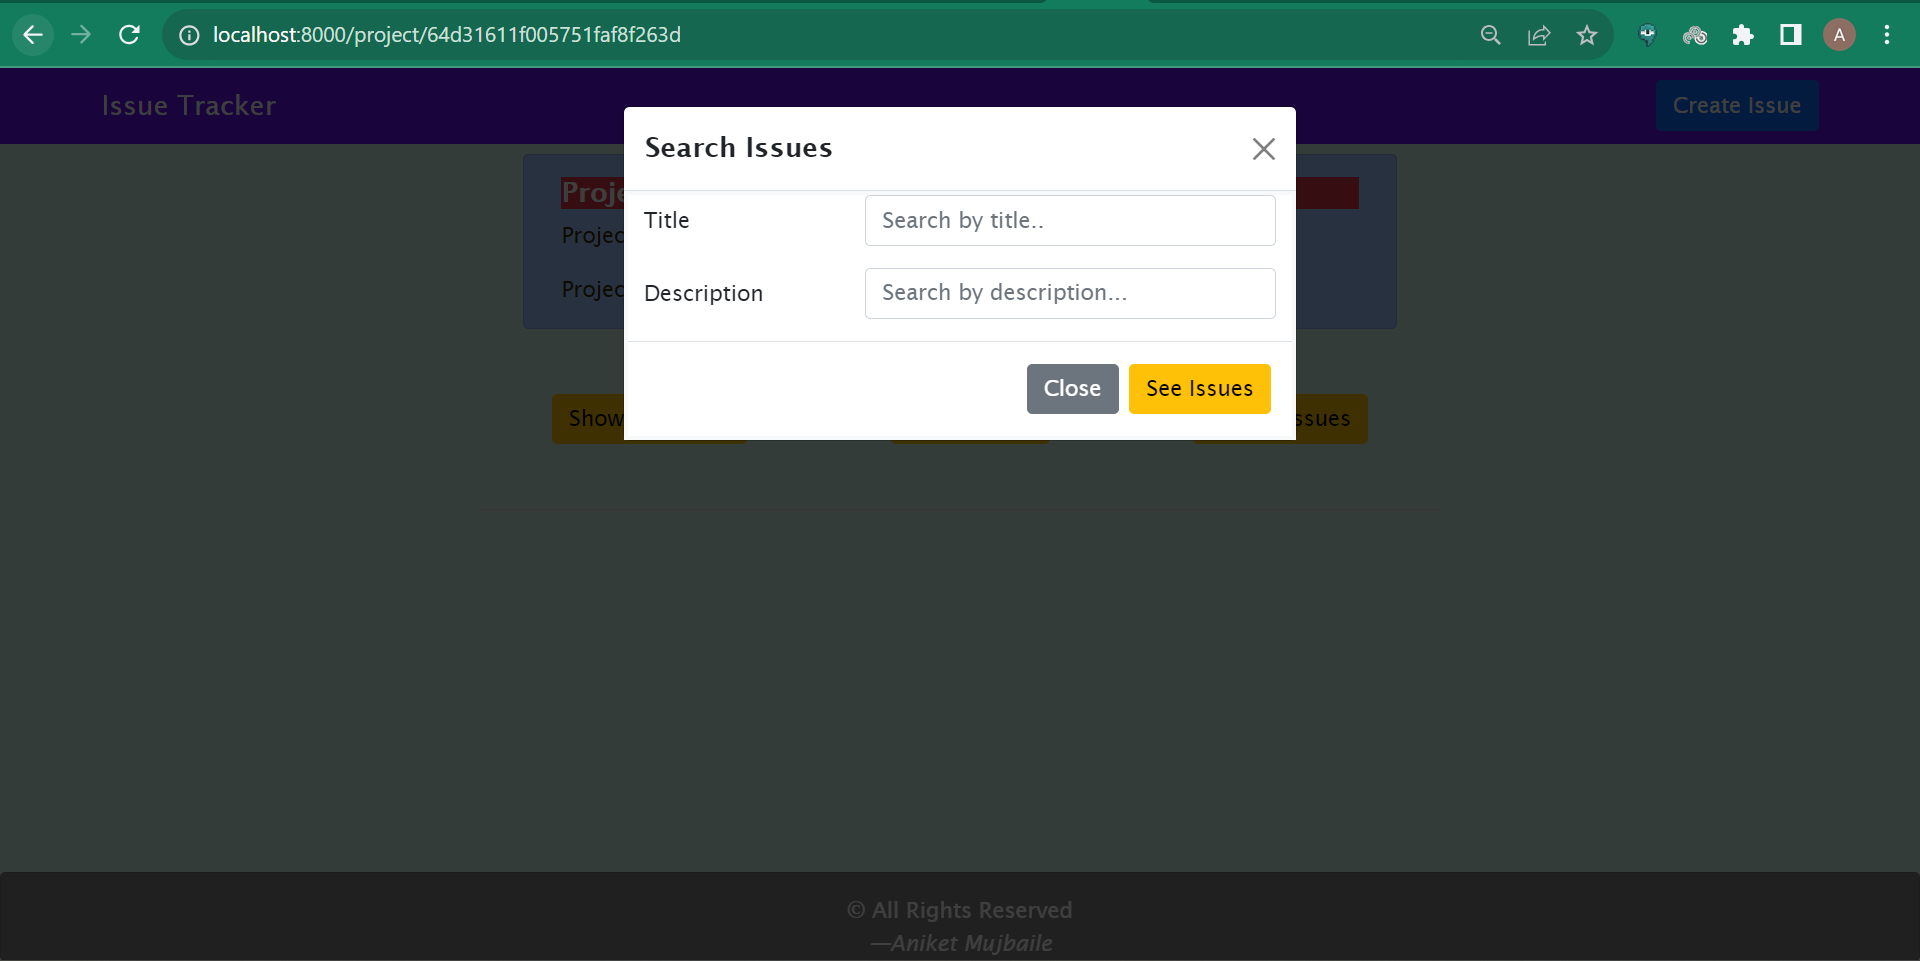 localhost:8000/project/64d31611f005751faf8f263d
A
Issue Tracker
Create Issue
Search Issues
Proje
Title
Search by title..
Projec
Description
Search by description...
Projec
Close
See Issues
Show
ssues
© All Rights Reserved
—Aniket Mujbaile